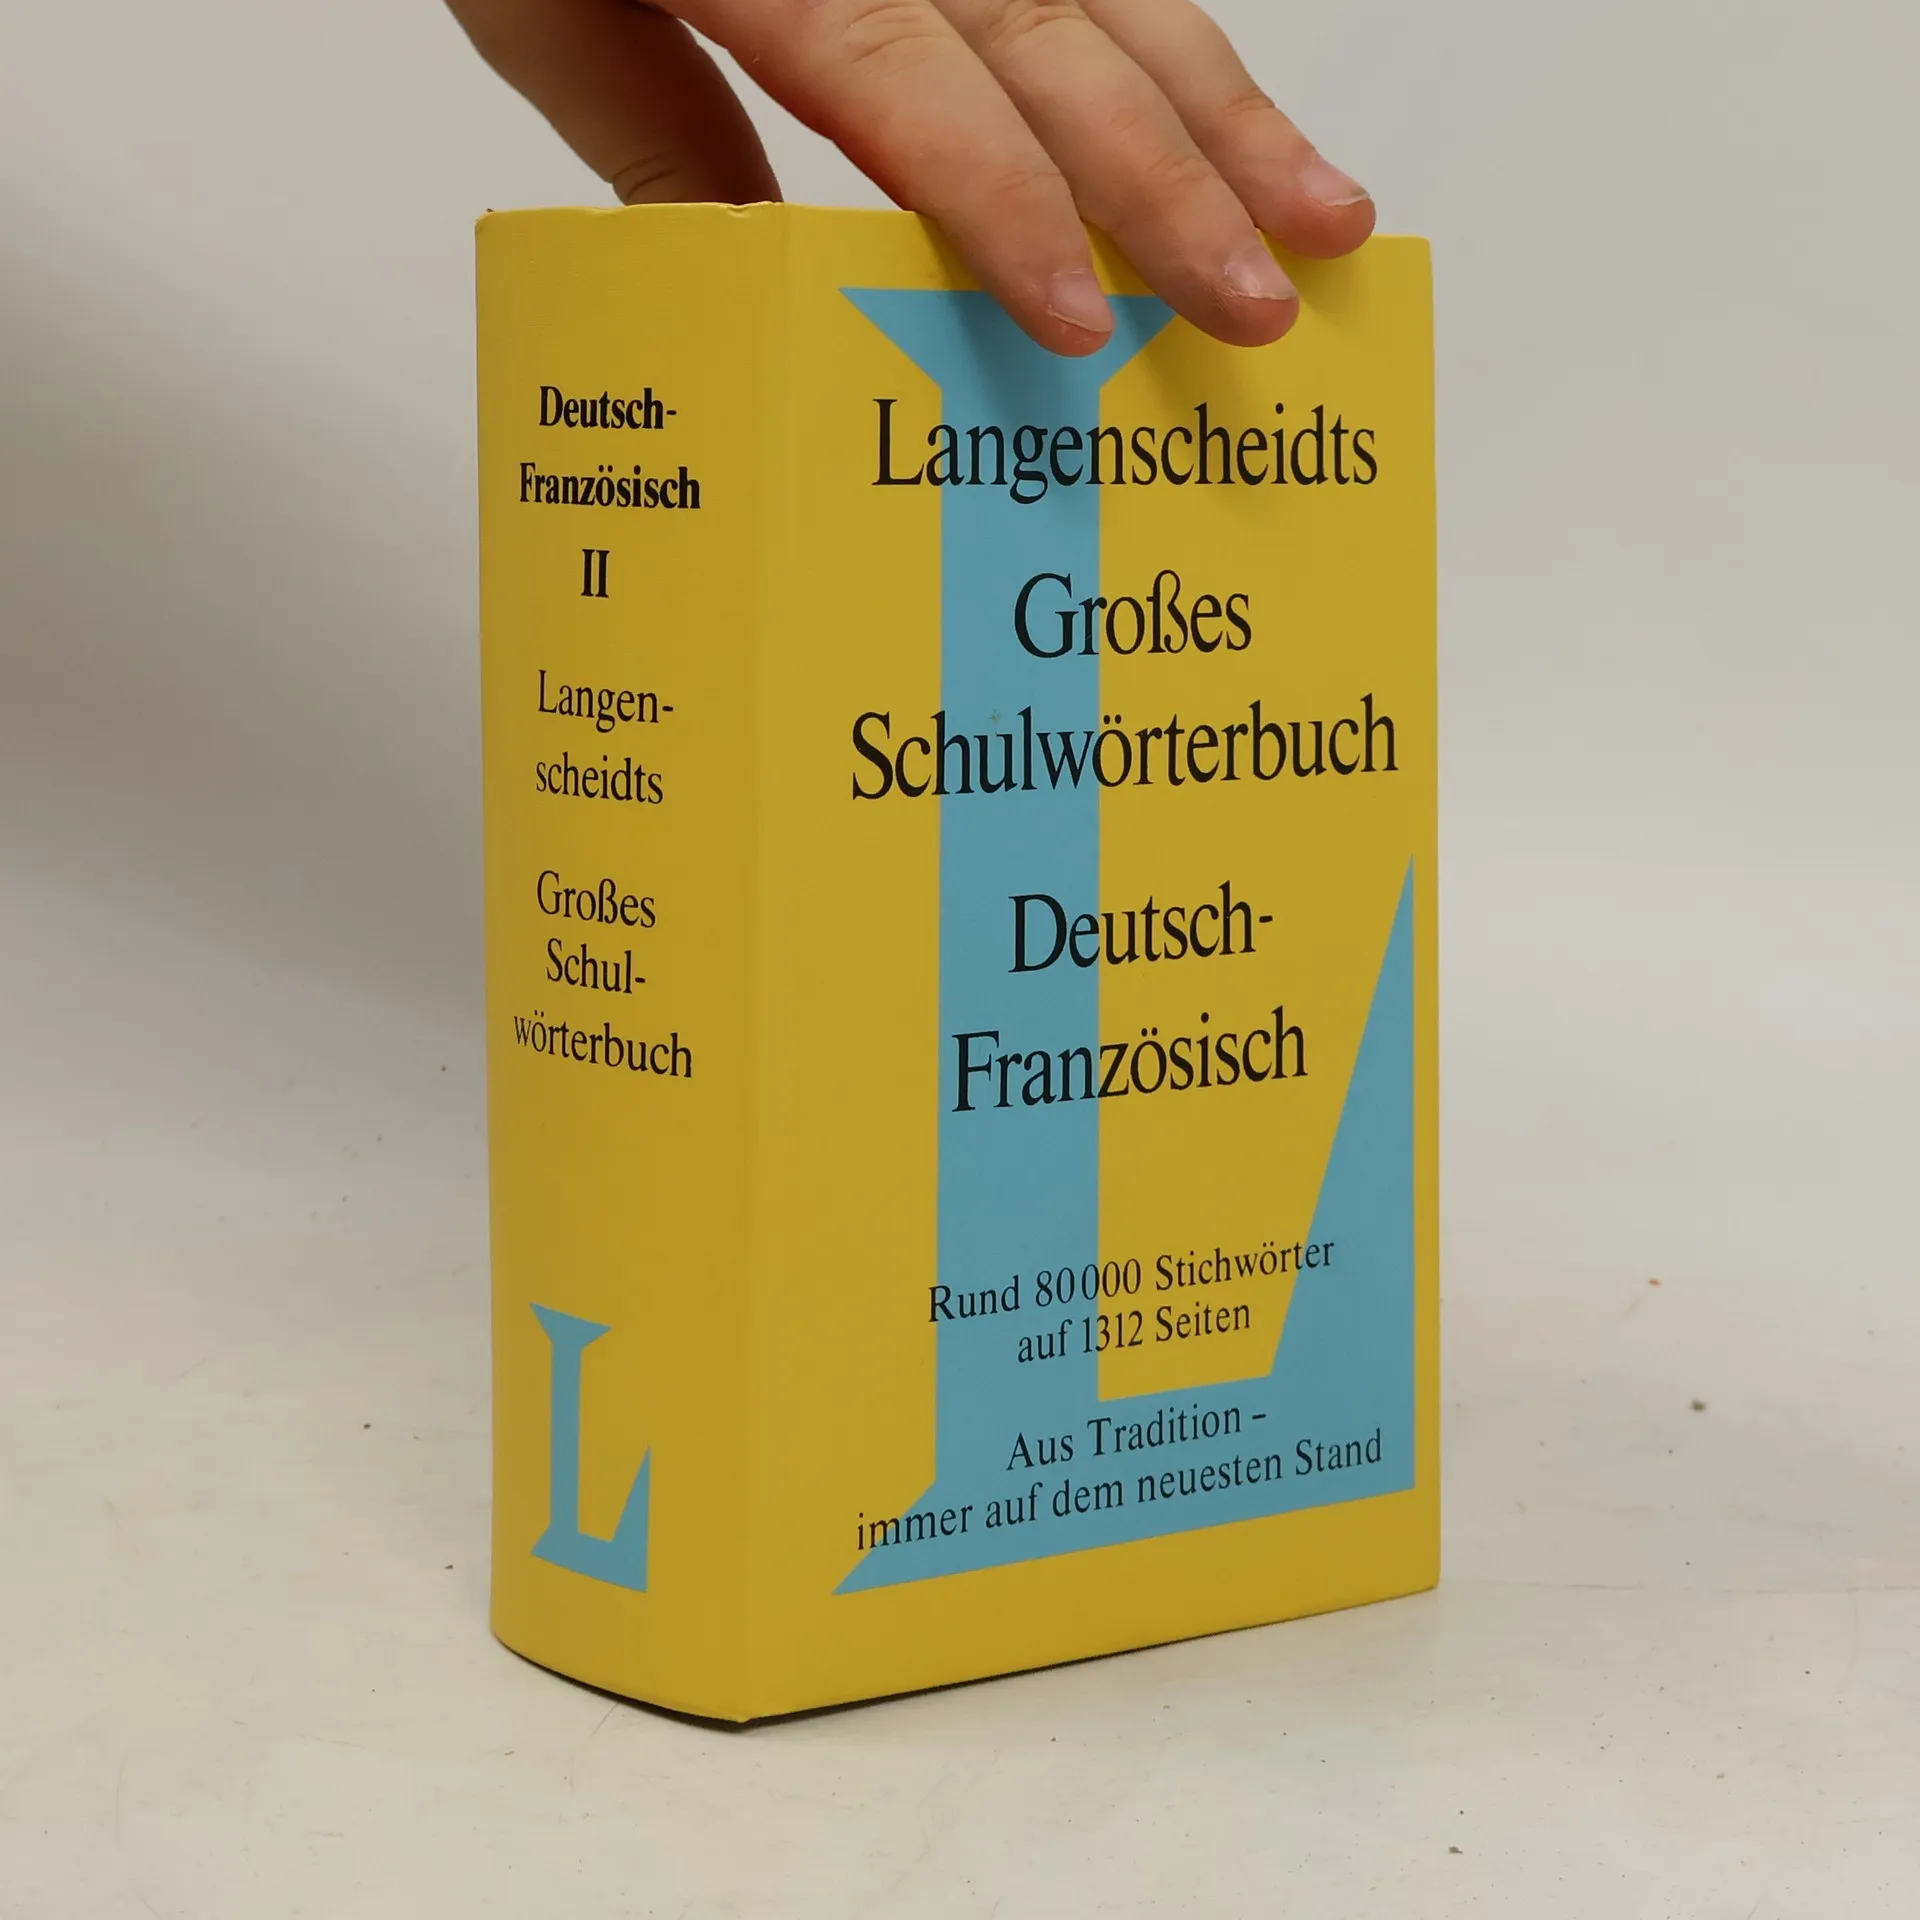 Deutsch-
Französisch
II
Langen-
scheidts
Großes
Schul-
wörterbuch
L
Langenscheidts
Großes
Schulwörterbuch
Deutsch-
Französisch
Rund 80000 Stichwörter
auf 1312 Seiten
Aus Tradition –
immer auf dem neuesten Stand
L